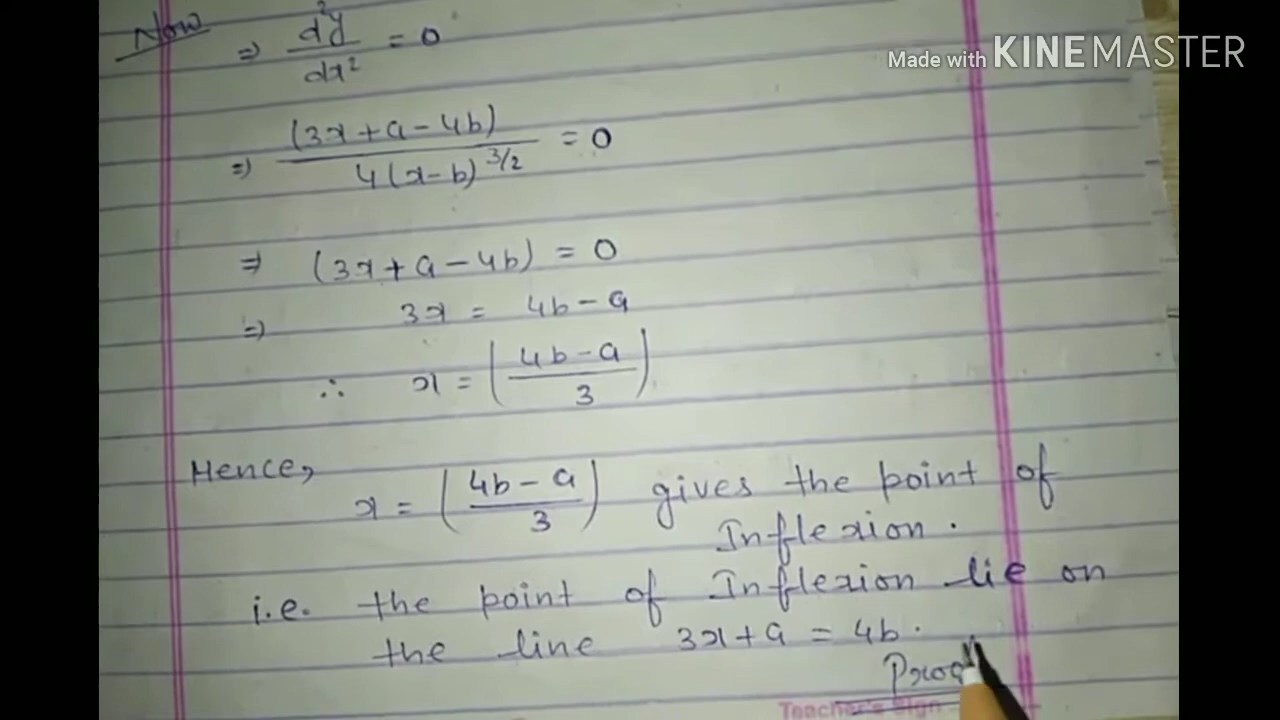 Made with KINEMASTER
Now ⇒ d²y/dx² = 0
⇒ (3x+a-4b)/4(x-b)^3/2 = 0
⇒ (3x+a-4b) = 0
⇒ 3x = 4b-a
∴ x = (4b-a/3)
Hence,
x = (4b-a/3) gives the point of
Inflexion.
i.e. the point of Inflexion lie on
the line 3x+a = 4b.
Teacher's Sign